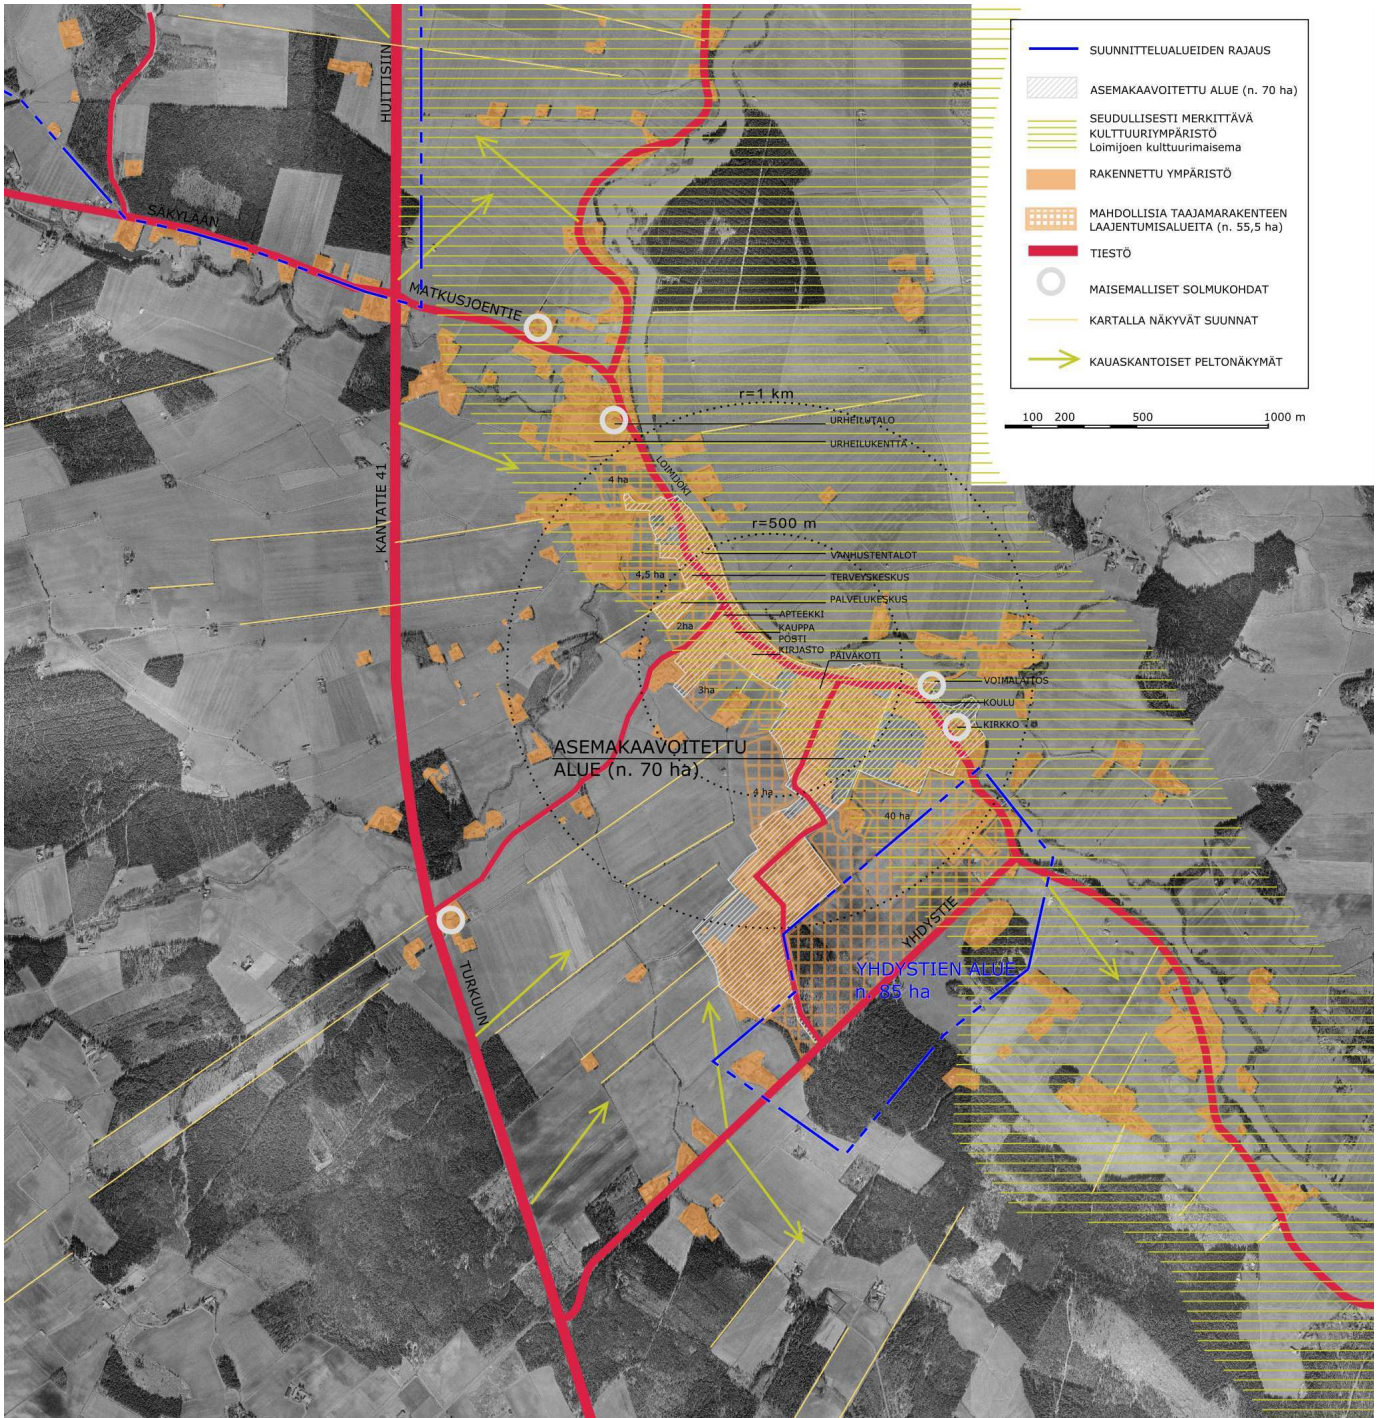 SUUNNITTELUALUEIDEN RAJAUS
ASEMAKAAVOITETTU ALUE (n. 70 ha)
SEUDULLISESTI MERKITTÄVÄ
KULTTUURIYMPÄRISTÖ
Loimijoen kulttuurimaisema
RAKENNETTU YMPÄRISTÖ
MAHDOLLISIA TAAJAMARAKENTEEN
LAAJENTUMISALUEITA (n. 55,5 ha)
TIESTÖ
MAISEMALLISET SOLMUKOHDAT
KARTALLA NÄKYVÄT SUUNNAT
KAUASKANTOISET PELTONÄKYMÄT
100 200 500 1000 m
HUITTISIIN
SÄKYLÄÄN
MATKUSJOENTIE
r=1 km
URHEILUTALO
URHEILUKENTTÄ
LOIMIJOKI
4 ha
KANTATIE 41
r=500 m
VANHUSTENTALOT
4,5 ha
TERVEYSKESKUS
PALVELUKESKUS
APTEEKKI
2ha
KAUPPA
POSTI
KIRJASTO
PÄIVÄKOTI
VOIMALAITOS
3ha
KOULU
KIRKKO
ASEMAKAAVOITETTU
ALUE (n. 70 ha)
4 ha
40 ha
YHDYSTIE
YHDYSTIEN ALUE
n. 85 ha
TURKUUN